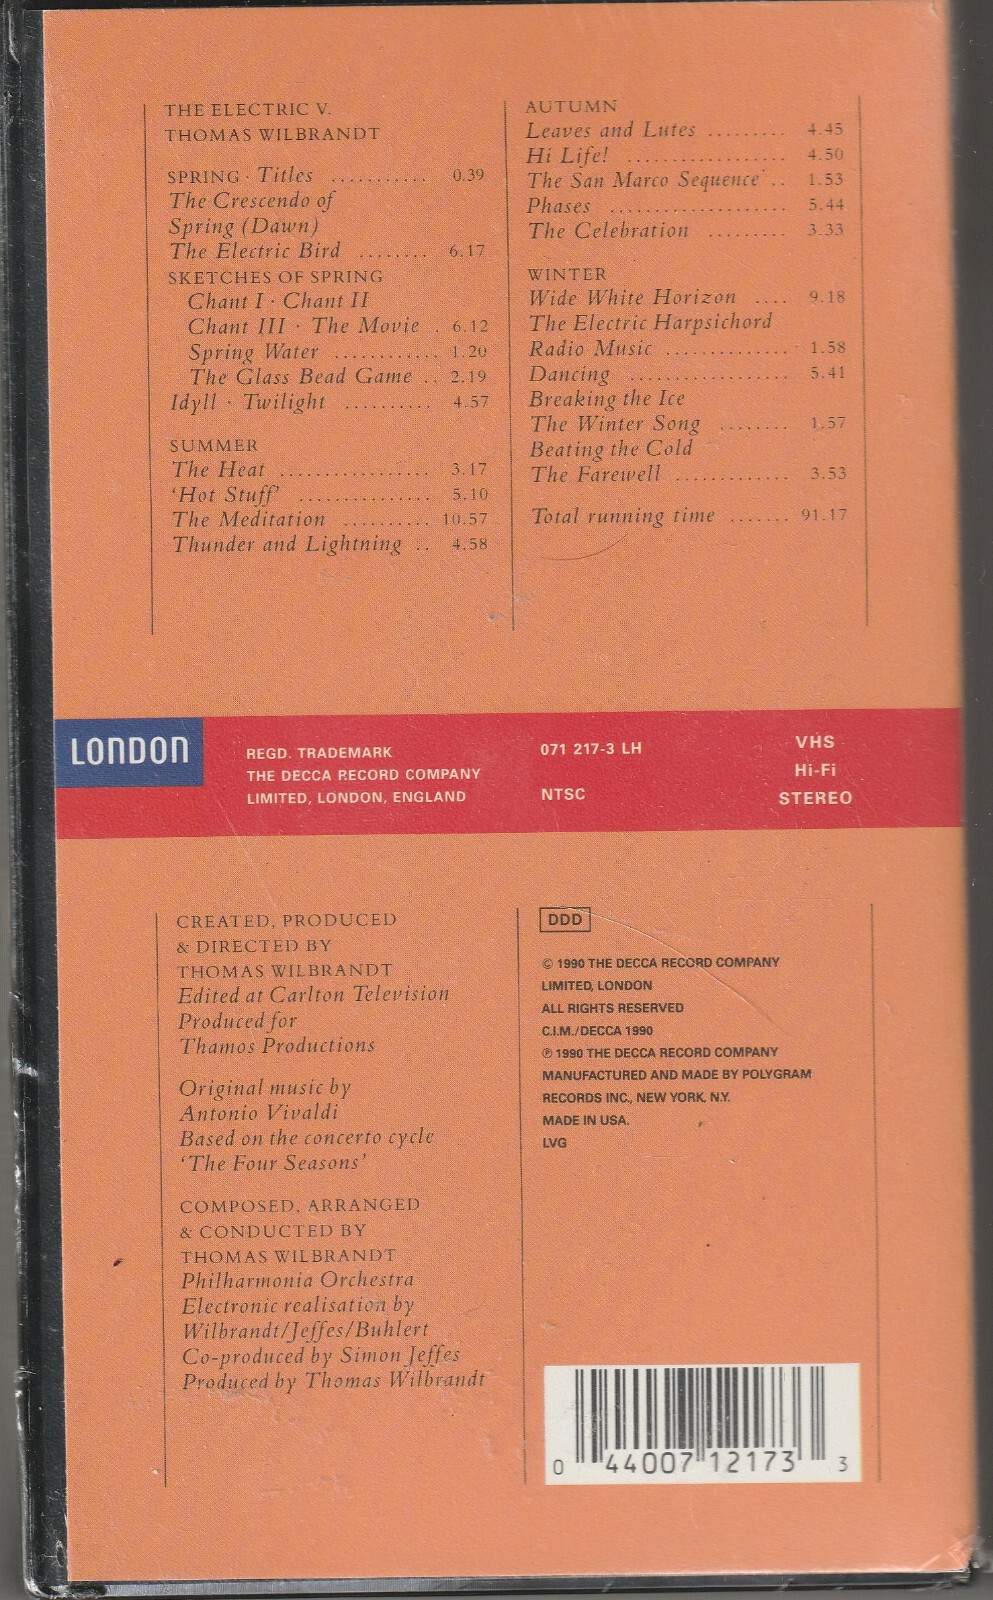 THE ELECTRIC V.
THOMAS WILBRANDT
SPRING · Titles ........... 0.39
The Crescendo of
Spring (Dawn)
The Electric Bird ........ 6.17
SKETCHES OF SPRING
Chant I · Chant II
Chant III · The Movie . 6.12
Spring Water ............ 1.20
The Glass Bead Game .. 2.19
Idyll · Twilight .......... 4.57
SUMMER
The Heat ................. 3.17
‘Hot Stuff’ ............... 5.10
The Meditation .......... 10.57
Thunder and Lightning .. 4.58
AUTUMN
Leaves and Lutes ......... 4.45
Hi Life! .................. 4.50
The San Marco Sequence .. 1.53
Phases .................... 5.44
The Celebration ......... 3.33
WINTER
Wide White Horizon .... 9.18
The Electric Harpsichord
Radio Music .............. 1.58
Dancing .................. 5.41
Breaking the Ice
The Winter Song ........ 1.57
Beating the Cold
The Farewell ............. 3.53
Total running time ....... 91.17
LONDON
REGD. TRADEMARK
THE DECCA RECORD COMPANY
LIMITED, LONDON, ENGLAND
071 217-3 LH
NTSC
VHS
Hi-Fi
STEREO
CREATED, PRODUCED
& DIRECTED BY
THOMAS WILBRANDT
Edited at Carlton Television
Produced for
Thamos Productions
Original music by
Antonio Vivaldi
Based on the concerto cycle
‘The Four Seasons’
COMPOSED, ARRANGED
& CONDUCTED BY
THOMAS WILBRANDT
Philharmonia Orchestra
Electronic realisation by
Wilbrandt/Jeffes/Buhlert
Co-produced by Simon Jeffes
Produced by Thomas Wilbrandt
DDD
© 1990 THE DECCA RECORD COMPANY
LIMITED, LONDON
ALL RIGHTS RESERVED
C.I.M./DECCA 1990
℗ 1990 THE DECCA RECORD COMPANY
MANUFACTURED AND MADE BY POLYGRAM
RECORDS INC., NEW YORK, N.Y.
MADE IN USA.
LVG
0 44007 12173 3